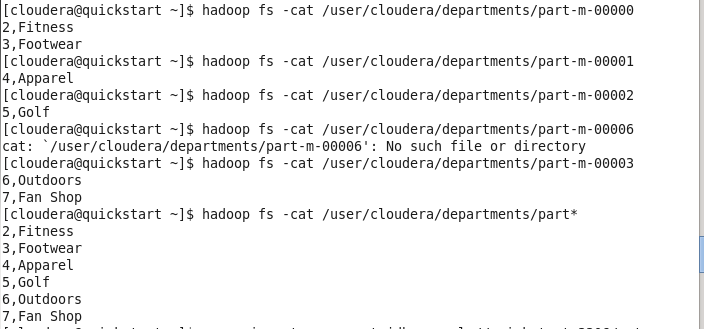 [cloudera@quickstart ~]$ hadoop fs -cat /user/cloudera/departments/part-m-00000
2,Fitness
3,Footwear
[cloudera@quickstart ~]$ hadoop fs -cat /user/cloudera/departments/part-m-00001
4,Apparel
[cloudera@quickstart ~]$ hadoop fs -cat /user/cloudera/departments/part-m-00002
5,Golf
[cloudera@quickstart ~]$ hadoop fs -cat /user/cloudera/departments/part-m-00006
cat: `/user/cloudera/departments/part-m-00006': No such file or directory
[cloudera@quickstart ~]$ hadoop fs -cat /user/cloudera/departments/part-m-00003
6,Outdoors
7,Fan Shop
[cloudera@quickstart ~]$ hadoop fs -cat /user/cloudera/departments/part*
2,Fitness
3,Footwear
4,Apparel
5,Golf
6,Outdoors
7,Fan Shop